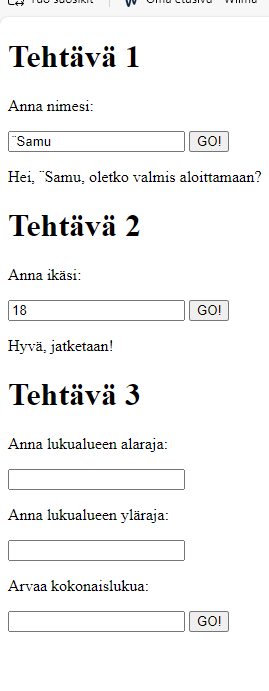 Tuo suosikit Oma etusivu - Wilma
Tehtävä 1
Anna nimesi:
¨Samu GO!
Hei, ¨Samu, oletko valmis aloittamaan?
Tehtävä 2
Anna ikäsi:
18 GO!
Hyvä, jatketaan!
Tehtävä 3
Anna lukualueen alaraja:
Anna lukualueen yläraja:
Arvaa kokonaislukua:
GO!